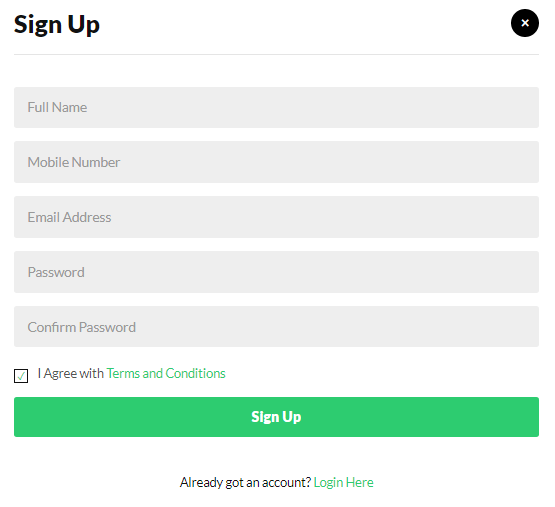 Sign Up
Full Name
Mobile Number
Email Address
Password
Confirm Password
I Agree with Terms and Conditions
Sign Up
Already got an account? Login Here